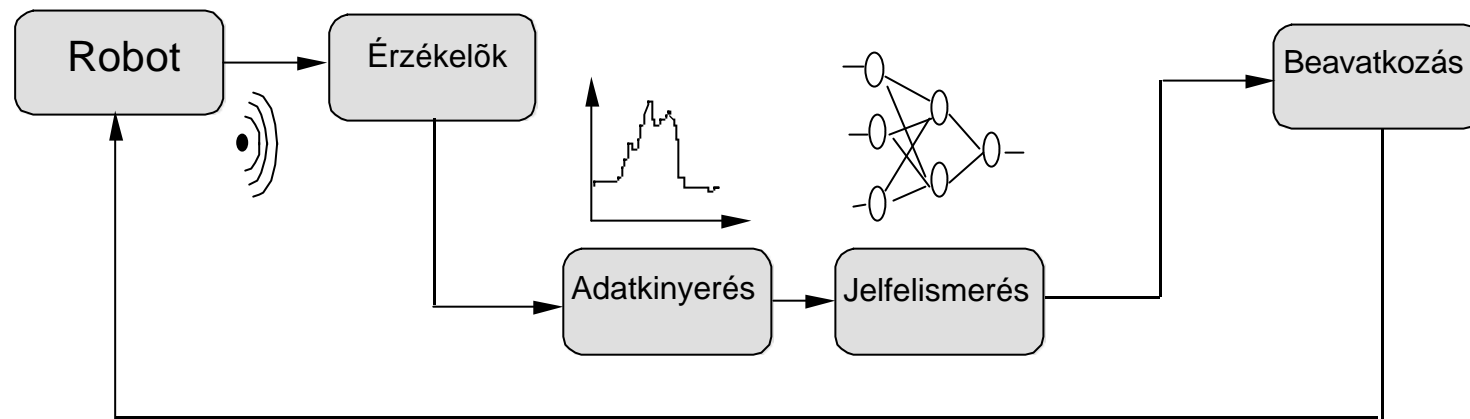 Robot
Érzékelõk
Beavatkozás
Adatkinyerés
Jelfelismerés